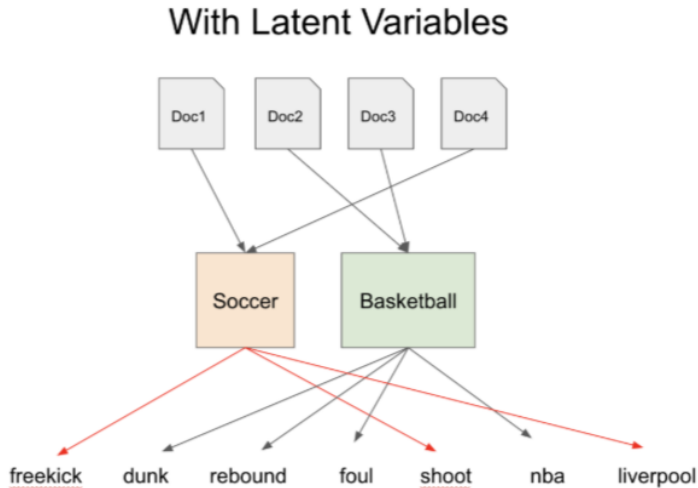 With Latent Variables
Doc1 Doc2 Doc3 Doc4
Soccer Basketball
freekick dunk rebound foul shoot nba liverpool